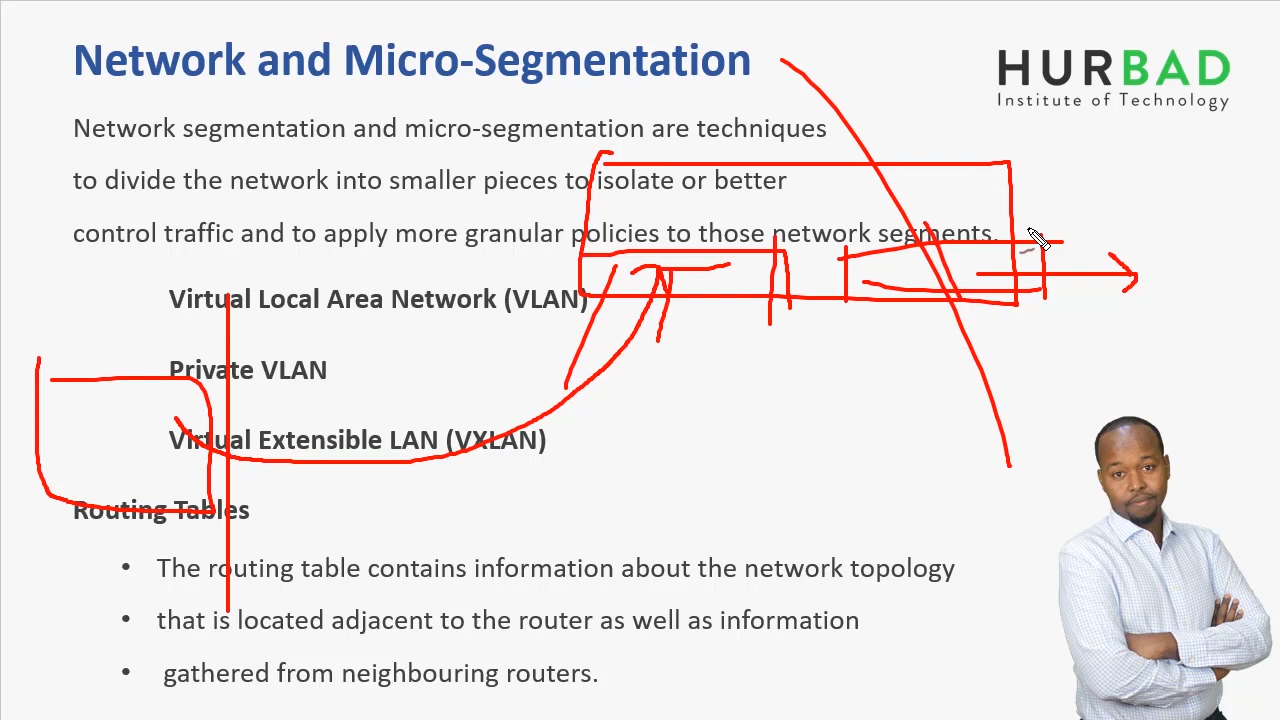 Network and Micro-Segmentation
HURBAD
Institute of Technology
Network segmentation and micro-segmentation are techniques
to divide the network into smaller pieces to isolate or better
control traffic and to apply more granular policies to those network segments.
Virtual Local Area Network (VLAN)
Private VLAN
Virtual Extensible LAN (VXLAN)
Routing Tables
• The routing table contains information about the network topology
• that is located adjacent to the router as well as information
• gathered from neighbouring routers.